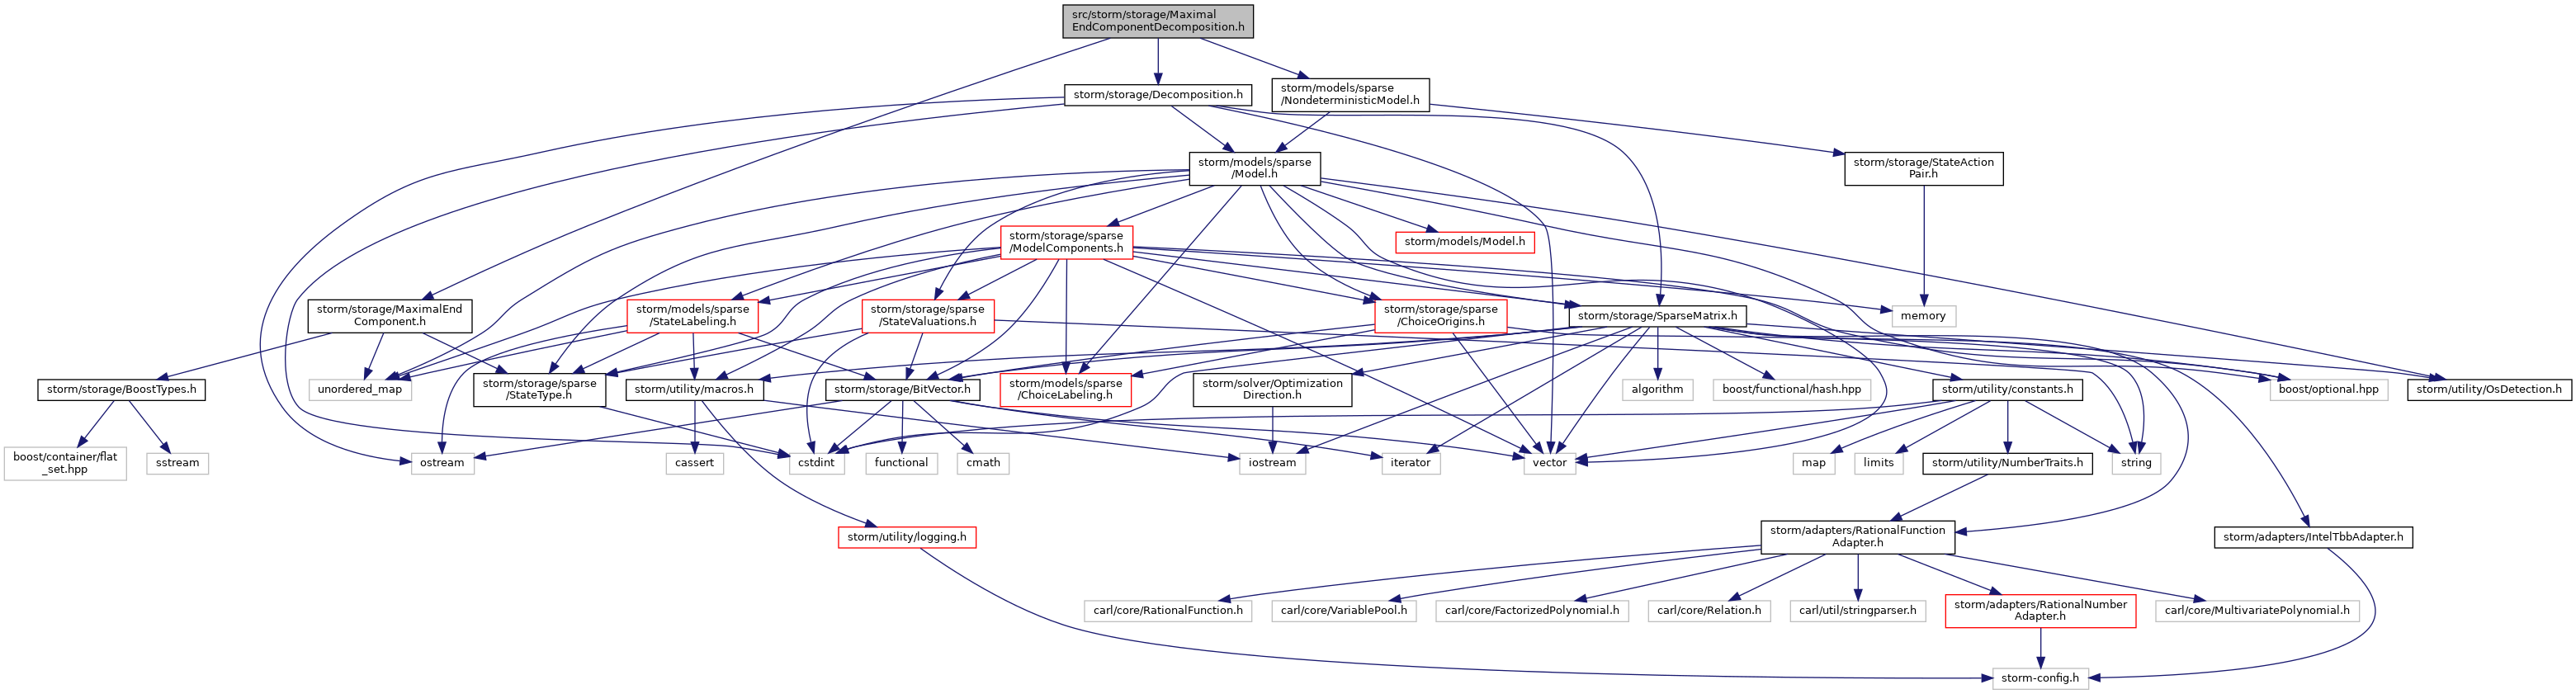 src/storm/storage/Maximal
EndComponentDecomposition.h
storm/storage/Decomposition.h
storm/models/sparse
/NondeterministicModel.h
storm/models/sparse
/Model.h
storm/storage/StateAction
Pair.h
storm/storage/sparse
/ModelComponents.h
storm/models/Model.h
storm/storage/MaximalEnd
Component.h
storm/models/sparse
/StateLabeling.h
storm/storage/sparse
/StateValuations.h
storm/storage/sparse
/ChoiceOrigins.h
storm/storage/SparseMatrix.h
memory
storm/storage/BoostTypes.h
unordered_map
storm/storage/sparse
/StateType.h
storm/utility/macros.h
storm/storage/BitVector.h
storm/models/sparse
/ChoiceLabeling.h
storm/solver/Optimization
Direction.h
algorithm
boost/functional/hash.hpp
storm/utility/constants.h
boost/optional.hpp
storm/utility/OsDetection.h
boost/container/flat
_set.hpp
sstream
ostream
cassert
cstdint
functional
cmath
iostream
iterator
vector
map
limits
storm/utility/NumberTraits.h
string
storm/utility/logging.h
storm/adapters/RationalFunction
Adapter.h
storm/adapters/IntelTbbAdapter.h
carl/core/RationalFunction.h
carl/core/VariablePool.h
carl/core/FactorizedPolynomial.h
carl/core/Relation.h
carl/util/stringparser.h
storm/adapters/RationalNumber
Adapter.h
carl/core/MultivariatePolynomial.h
storm-config.h